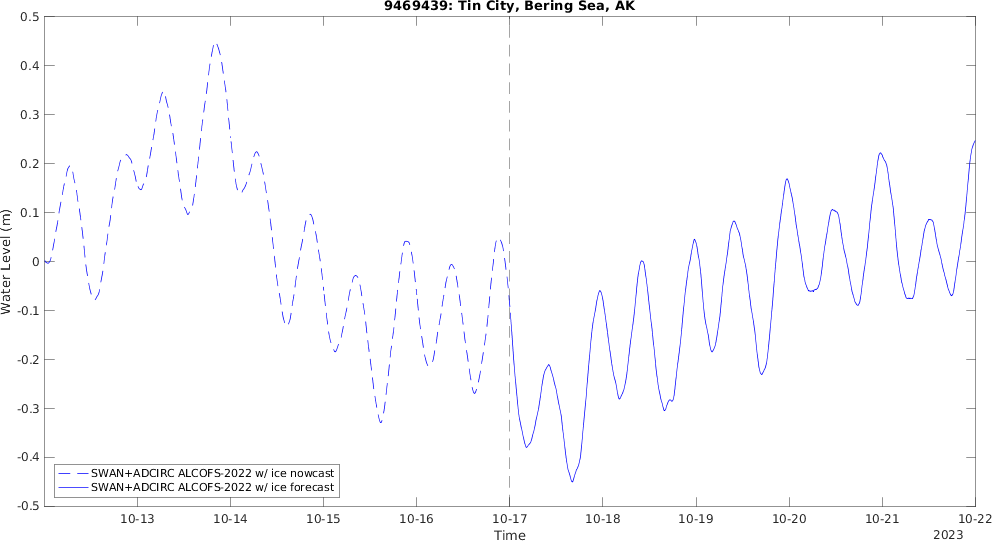 9469439: Tin City, Bering Sea, AK
0.5
0.4
0.3
0.2
0.1
0
-0.1
-0.2
-0.3
-0.4
-0.5
Water Level (m)
SWAN+ADCIRC ALCOFS-2022 w/ ice nowcast
SWAN+ADCIRC ALCOFS-2022 w/ ice forecast
10-13 10-14 10-15 10-16 10-17 10-18 10-19 10-20 10-21 10-22
Time
2023